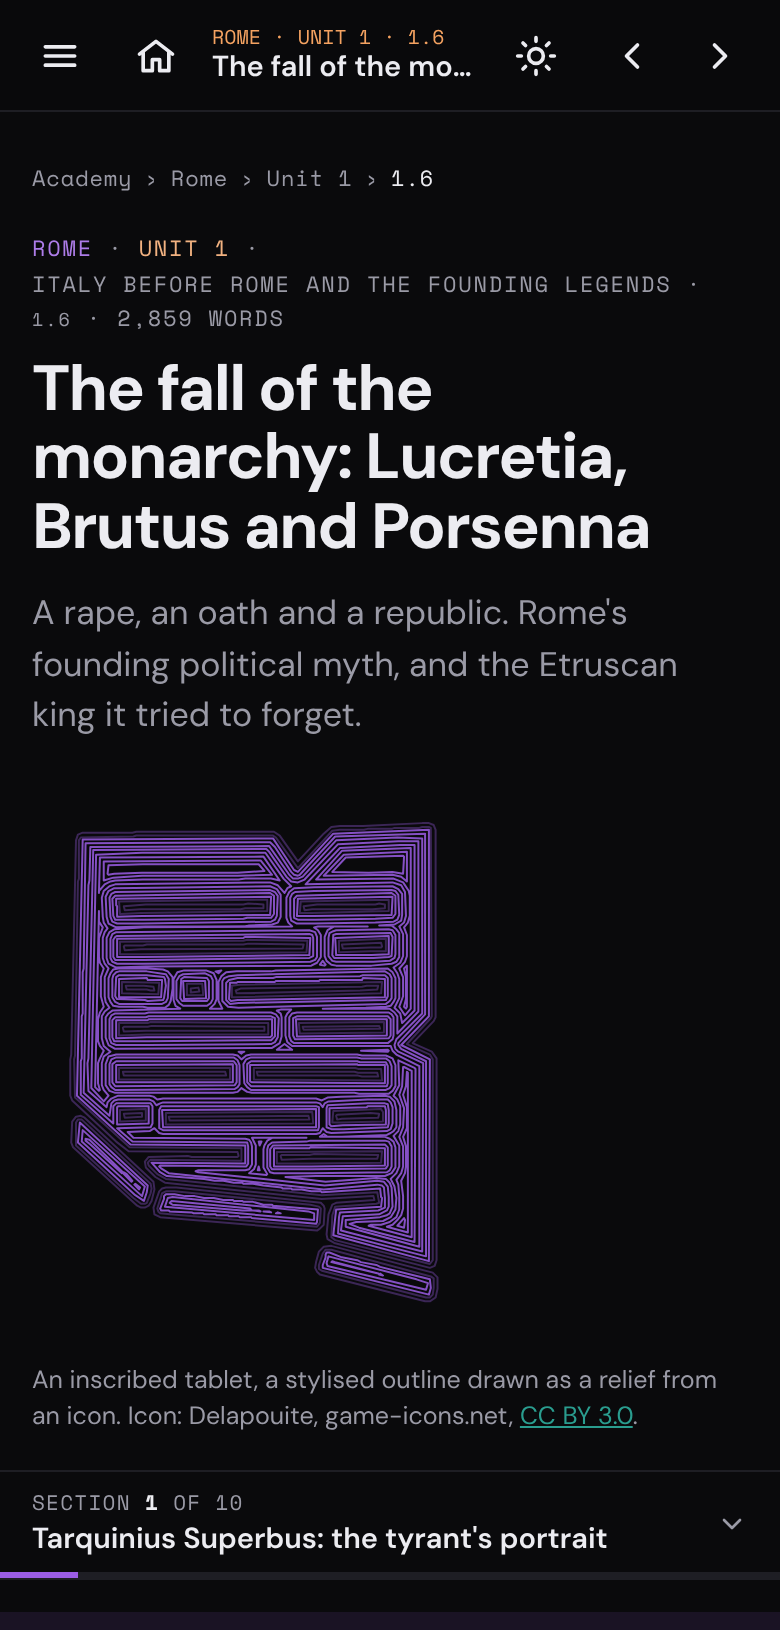 ROME · UNIT 1 · 1.6
The fall of the mo...
Academy › Rome › Unit 1 › 1.6
ROME · UNIT 1 ·
ITALY BEFORE ROME AND THE FOUNDING LEGENDS ·
1.6 · 2,859 WORDS
The fall of the
monarchy: Lucretia,
Brutus and Porsenna
A rape, an oath and a republic. Rome's
founding political myth, and the Etruscan
king it tried to forget.
An inscribed tablet, a stylised outline drawn as a relief from
an icon. Icon: Delapouite, game-icons.net, CC BY 3.0.
SECTION 1 OF 10
Tarquinius Superbus: the tyrant's portrait